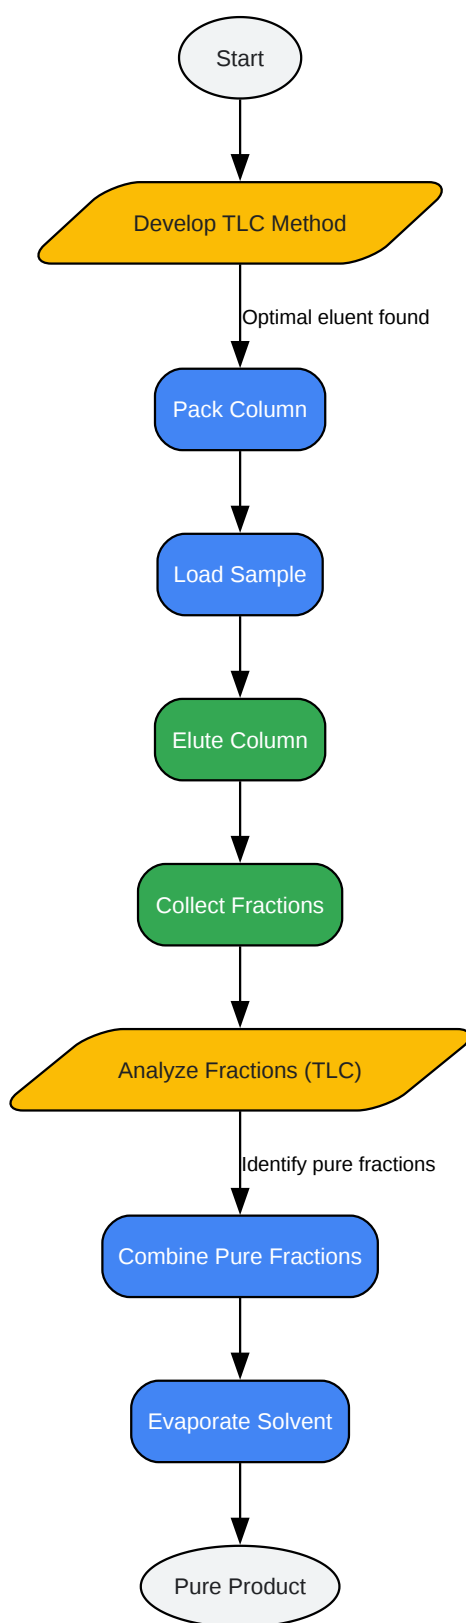 Start
Develop TLC Method
Optimal eluent found
Pack Column
Load Sample
Elute Column
Collect Fractions
Analyze Fractions (TLC)
Identify pure fractions
Combine Pure Fractions
Evaporate Solvent
Pure Product